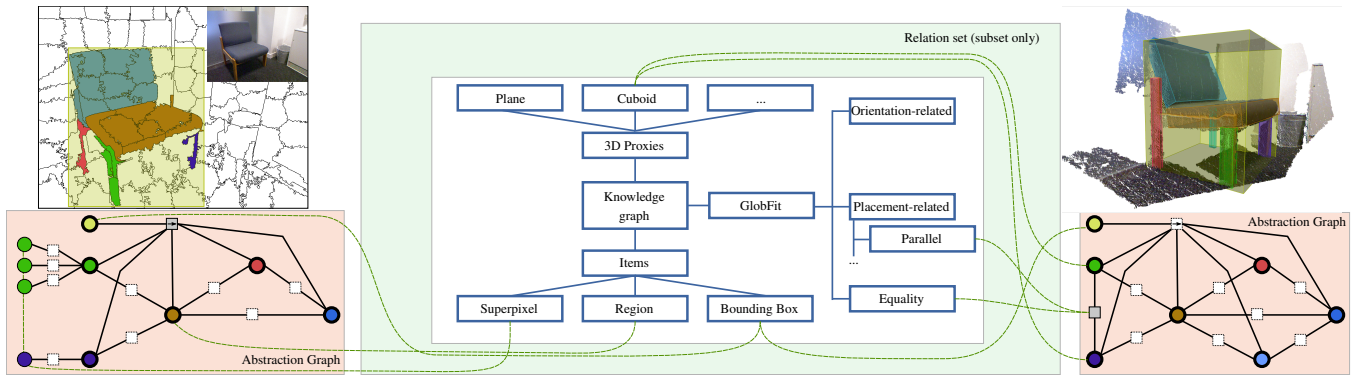 Relation set (subset only)
Plane
Cuboid
...
Orientation-related
3D Proxies
Knowledge
graph
GlobFit
Placement-related
Parallel
...
Items
Equality
Superpixel
Region
Bounding Box
Abstraction Graph
Abstraction Graph